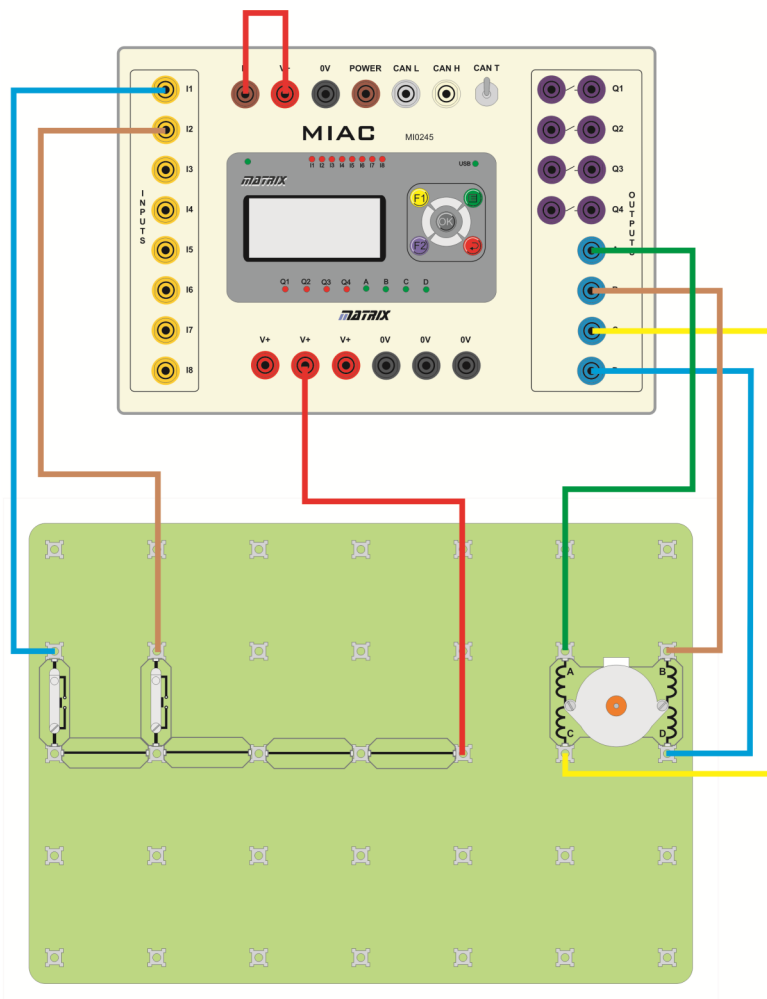 0V POWER CAN L CAN H CAN T
I1
I2
I3
I4
I5
I6
I7
I8
INPUTS
MIAC MI0245
I1 I2 I3 I4 I5 I6 I7 I8
USB
MATRIX
F1
OK
F2
Q1 Q2 Q3 Q4 A B C D
MATRIX
V+ V+ V+ 0V 0V 0V
Q1
Q2
Q3
Q4
OUTPUTS
A B
C D